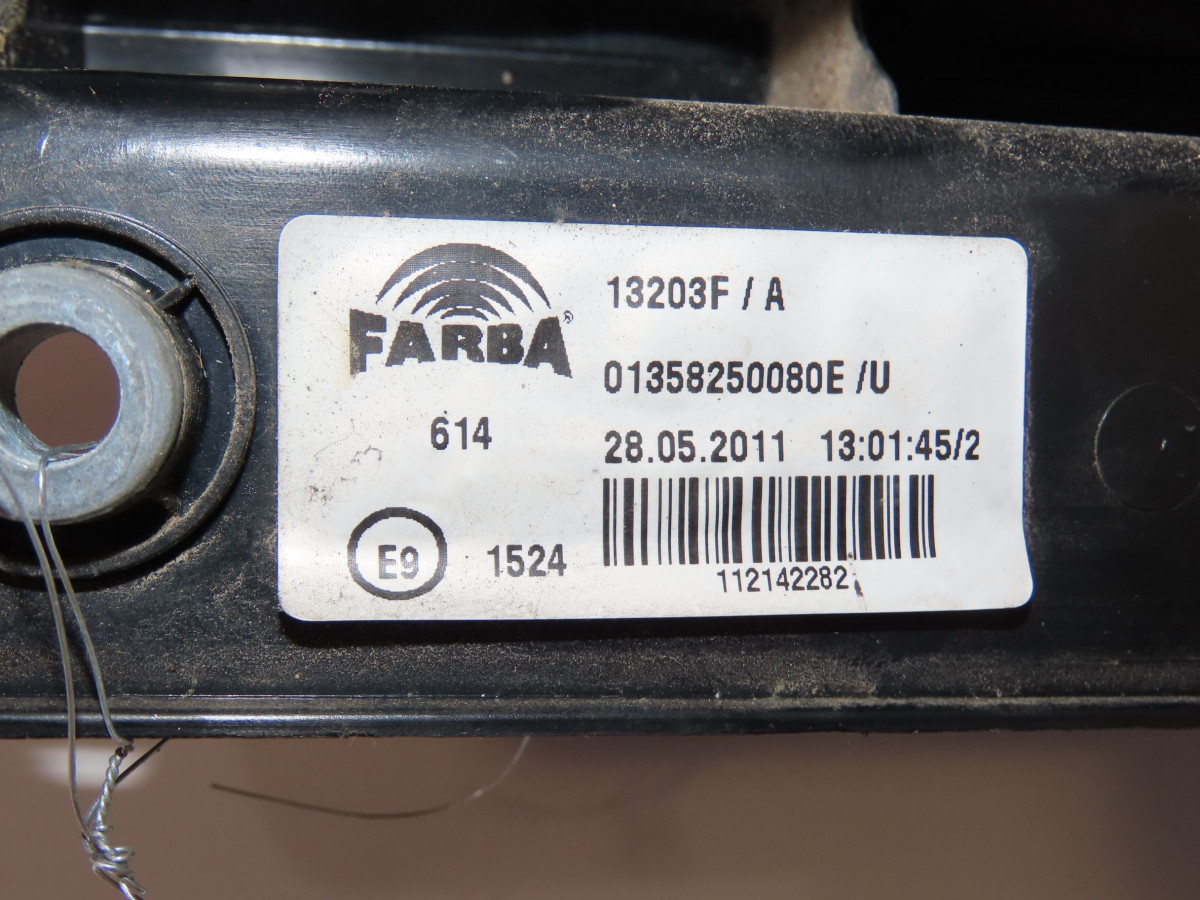 FARBA®
13203F / A
01358250080E /U
614
28.05.2011 13:01:45/2
E9
1524
112142282